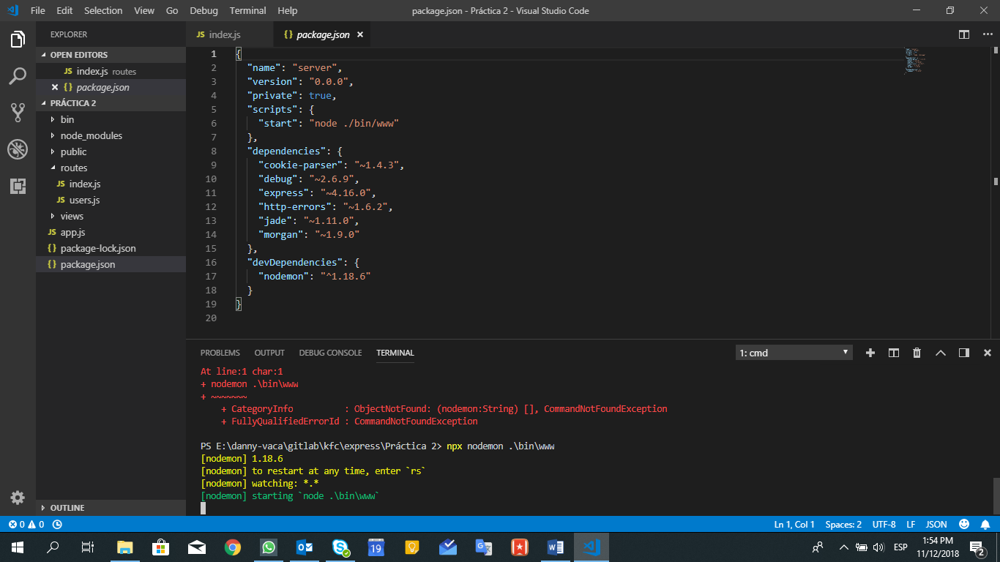 File Edit Selection View Go Debug Terminal Help
package.json - Práctica 2 - Visual Studio Code
EXPLORER
OPEN EDITORS
JS index.js routes
{} package.json
PRÁCTICA 2
bin
node_modules
public
routes
JS index.js
JS users.js
views
JS app.js
{} package-lock.json
{} package.json
OUTLINE
JS index.js
{} package.json
1 {
2 "name": "server",
3 "version": "0.0.0",
4 "private": true,
5 "scripts": {
6 "start": "node ./bin/www"
7 },
8 "dependencies": {
9 "cookie-parser": "~1.4.3",
10 "debug": "~2.6.9",
11 "express": "~4.16.0",
12 "http-errors": "~1.6.2",
13 "jade": "~1.11.0",
14 "morgan": "~1.9.0"
15 },
16 "devDependencies": {
17 "nodemon": "^1.18.6"
18 }
19 }
20
PROBLEMS OUTPUT DEBUG CONSOLE TERMINAL
1: cmd
At line:1 char:1
+ nodemon .\bin\www
+ ~~~~~~~
+ CategoryInfo : ObjectNotFound: (nodemon:String) [], CommandNotFoundException
+ FullyQualifiedErrorId : CommandNotFoundException
PS E:\danny-vaca\gitlab\kfc\express\Práctica 2> npx nodemon .\bin\www
[nodemon] 1.18.6
[nodemon] to restart at any time, enter `rs`
[nodemon] watching: *.*
[nodemon] starting `node .\bin\www`
0 0
Ln 1, Col 1 Spaces: 2 UTF-8 LF JSON
19
ESP
1:54 PM
11/12/2018
2